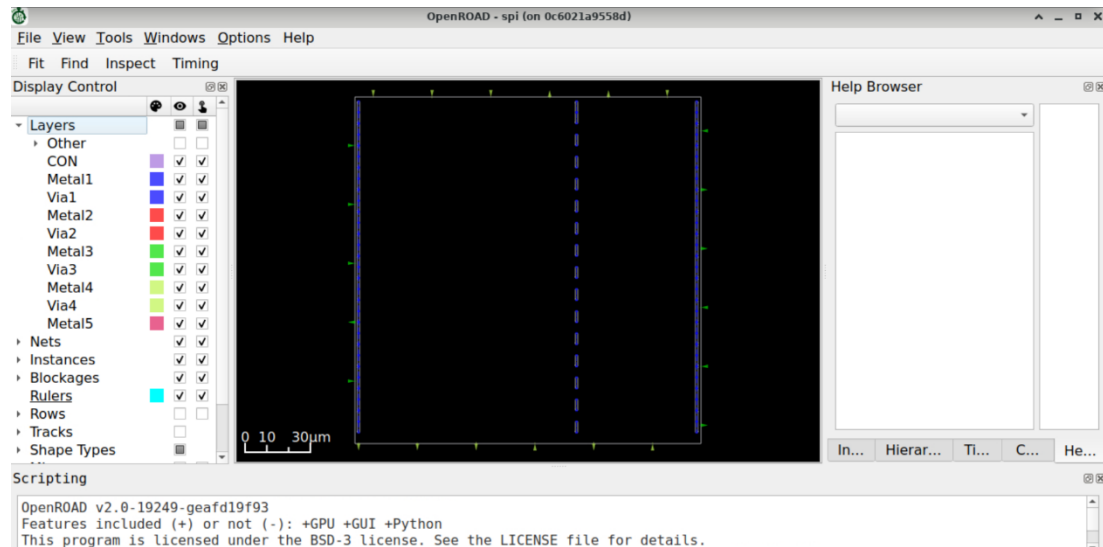 OpenROAD - spi (on 0c6021a9558d)
File View Tools Windows Options Help
Fit Find Inspect Timing
Display Control
Layers
Other
CON
Metal1
Via1
Metal2
Via2
Metal3
Via3
Metal4
Via4
Metal5
Nets
Instances
Blockages
Rulers
Rows
Tracks
Shape Types
0 10 30μm
Help Browser
In... Hierar... Ti... C... He...
Scripting
OpenROAD v2.0-19249-geafd19f93
Features included (+) or not (-): +GPU +GUI +Python
This program is licensed under the BSD-3 license. See the LICENSE file for details.